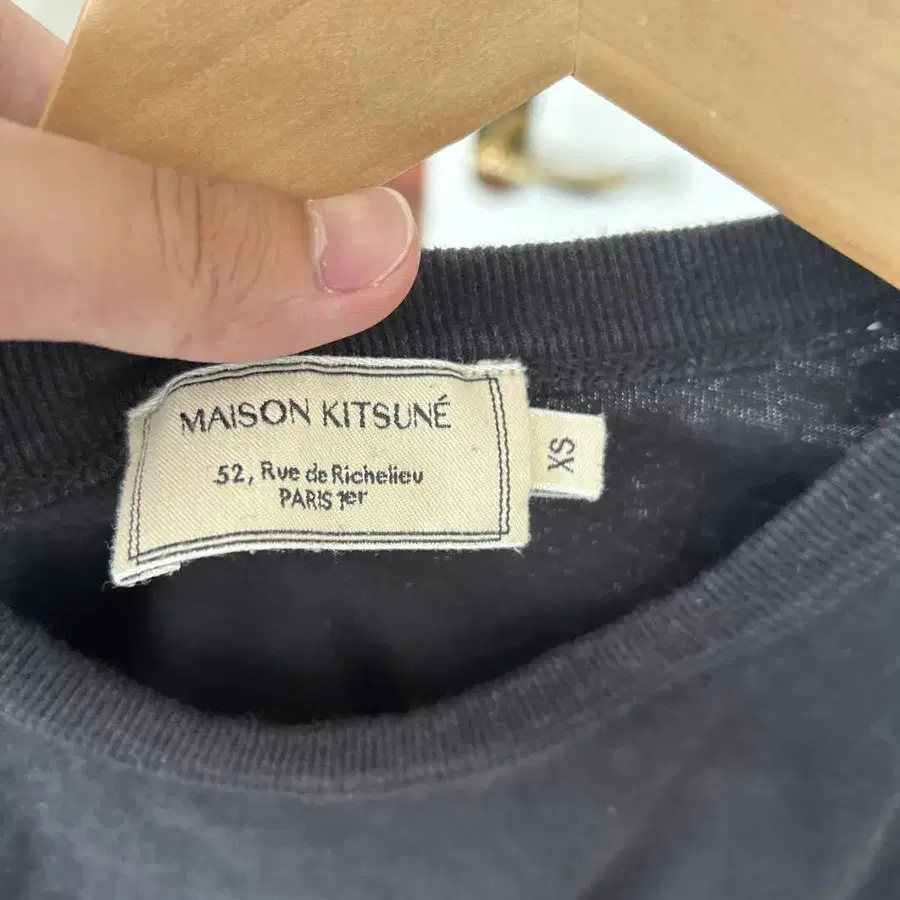 MAISON KITSUNÉ
52, Rue de Richelieu
PARIS 1er
XS